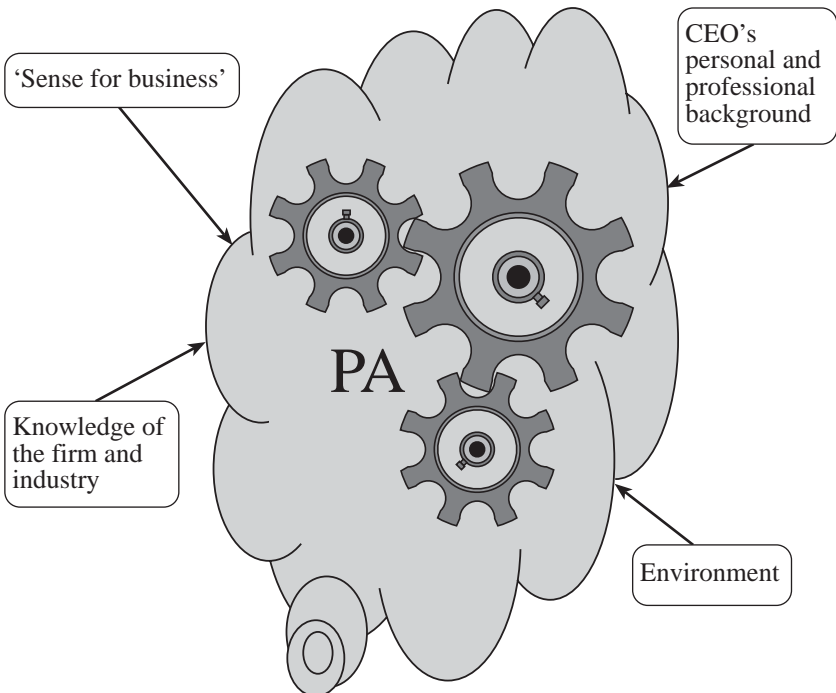 ‘Sense for business’
CEO’s
personal and
professional
background
PA
Knowledge of
the firm and
industry
Environment